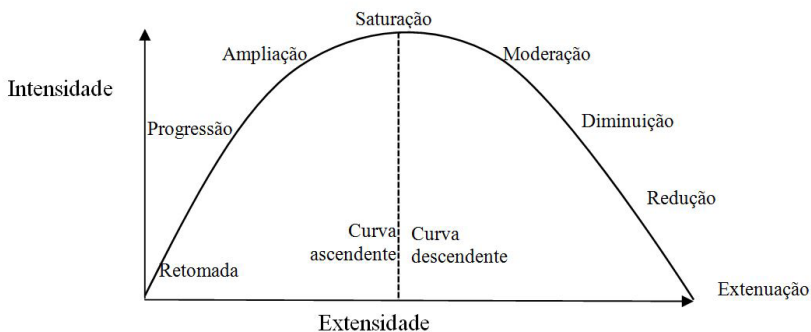 Saturação
Ampliação
Moderação
Intensidade
Progressão
Diminuição
Redução
Curva
ascendente
Curva
descendente
Retomada
Extenuação
Extensidade